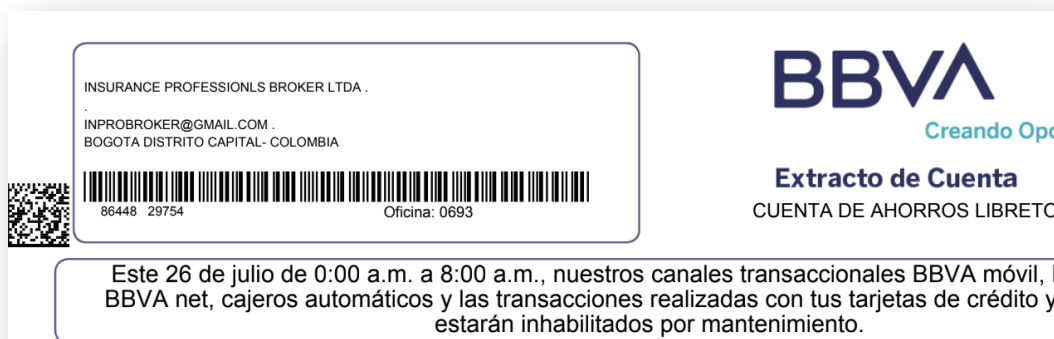 INSURANCE PROFESSIONLS BROKER LTDA .
.
INPROBROKER@GMAIL.COM .
BOGOTA DISTRITO CAPITAL- COLOMBIA
86448 29754
Oficina: 0693
BBVA
Creando
Extracto de Cuenta
CUENTA DE AHORROS
Este 26 de julio de 0:00 a.m. a 8:00 a.m., nuestros canales transaccionales BBVA móvil,
BBVA net, cajeros automáticos y las transacciones realizadas con tus tarjetas de crédito y
estarán inhabilitados por mantenimiento.